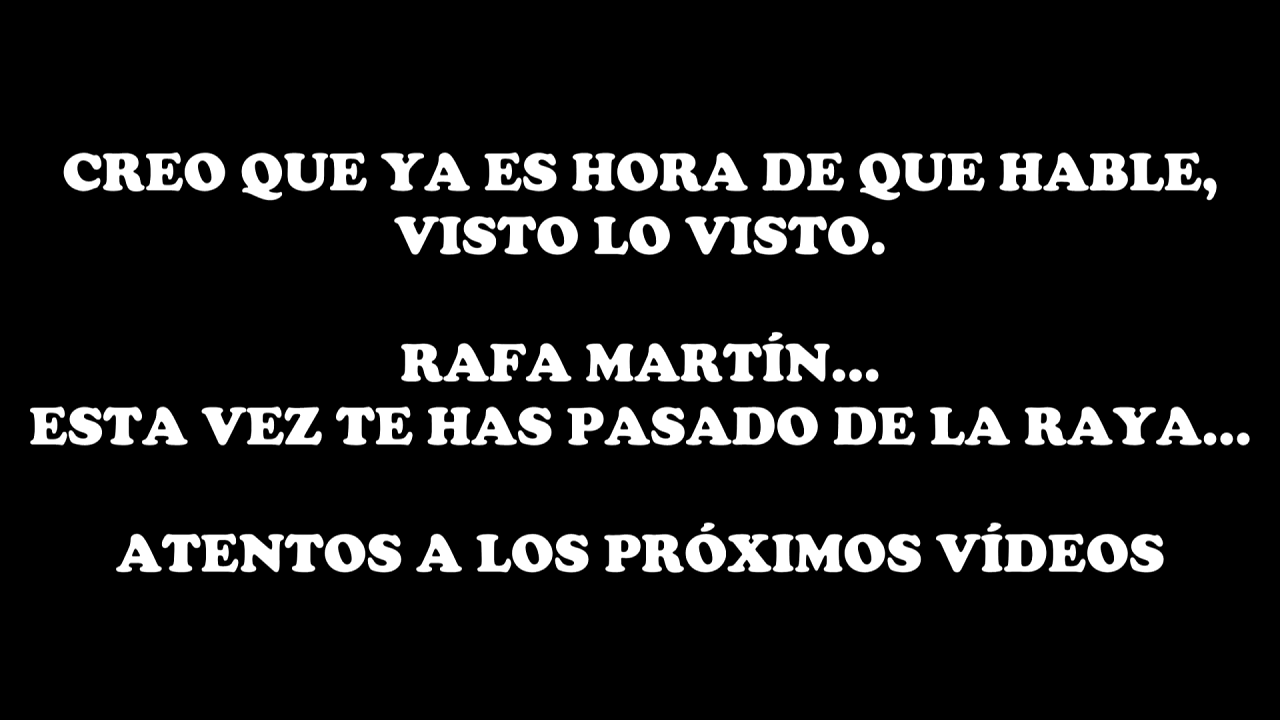 CREO QUE YA ES HORA DE QUE HABLE,
VISTO LO VISTO.
RAFA MARTÍN...
ESTA VEZ TE HAS PASADO DE LA RAYA...
ATENTOS A LOS PRÓXIMOS VÍDEOS